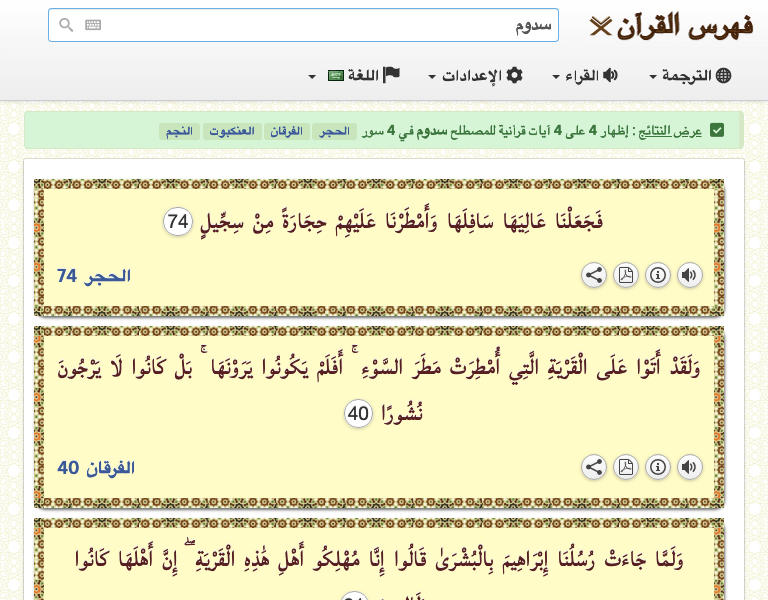 فهرس القرآن
سدوم
الترجمة القراء الإعدادات اللغة
عرض النتائج : إظهار 4 على 4 آيات قرآنية للمصطلح سدوم في 4 سور الحجر الفرقان العنكبوت النجم
فَجَعَلْنَا عَالِيَهَا سَافِلَهَا وَأَمْطَرْنَا عَلَيْهِمْ حِجَارَةً مِنْ سِجِّيلٍ 74
الحجر 74
وَلَقَدْ أَتَوْا عَلَى الْقَرْيَةِ الَّتِي أُمْطِرَتْ مَطَرَ السَّوْءِ ۚ أَفَلَمْ يَكُونُوا يَرَوْنَهَا ۚ بَلْ كَانُوا لَا يَرْجُونَ
نُشُورًا 40
الفرقان 40
وَلَمَّا جَاءَتْ رُسُلُنَا إِبْرَاهِيمَ بِالْبُشْرَىٰ قَالُوا إِنَّا مُهْلِكُو أَهْلِ هَٰذِهِ الْقَرْيَةِ ۖ إِنَّ أَهْلَهَا كَانُوا